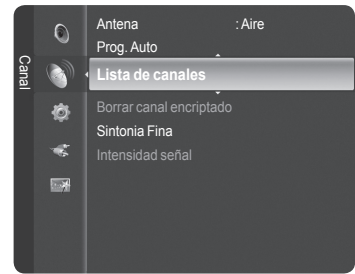 Canal
Antena : Aire
Prog. Auto
Lista de canales
Borrar canal encriptado
Sintonia Fina
Intensidad señal